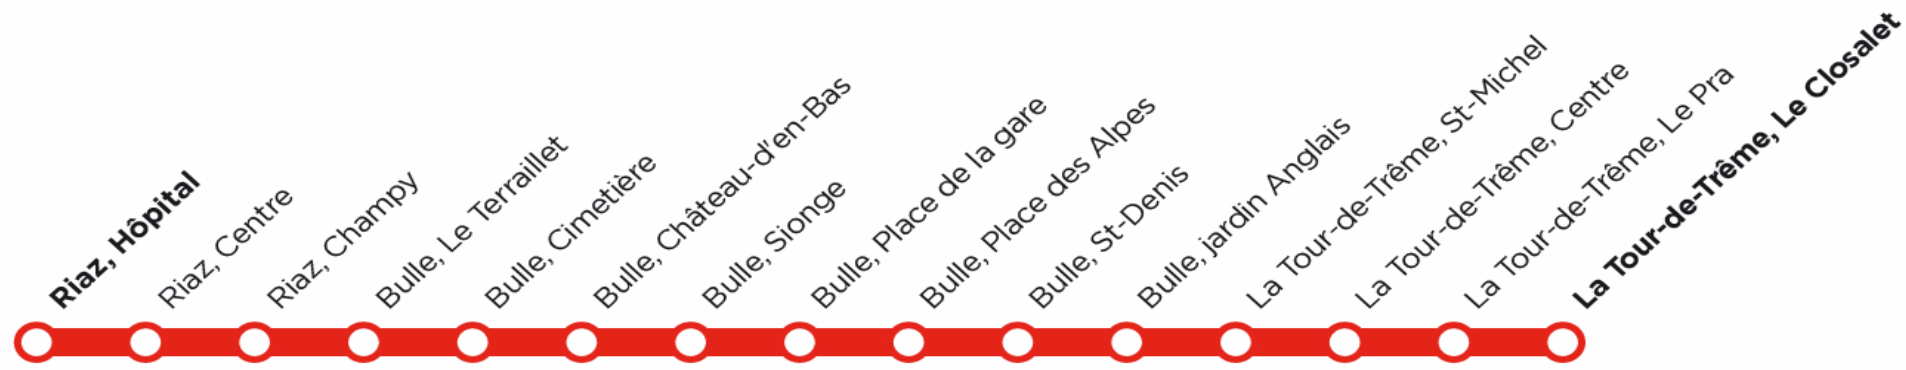 Riaz, Hôpital
Riaz, Centre
Riaz, Champy
Bulle, Le Terraillet
Bulle, Cimetière
Bulle, Château-d'en-Bas
Bulle, Sionge
Bulle, Place de la gare
Bulle, Place des Alpes
Bulle, St-Denis
Bulle, jardin Anglais
La Tour-de-Trême, St-Michel
La Tour-de-Trême, Centre
La Tour-de-Trême, Le Pra
La Tour-de-Trême, Le Closalet